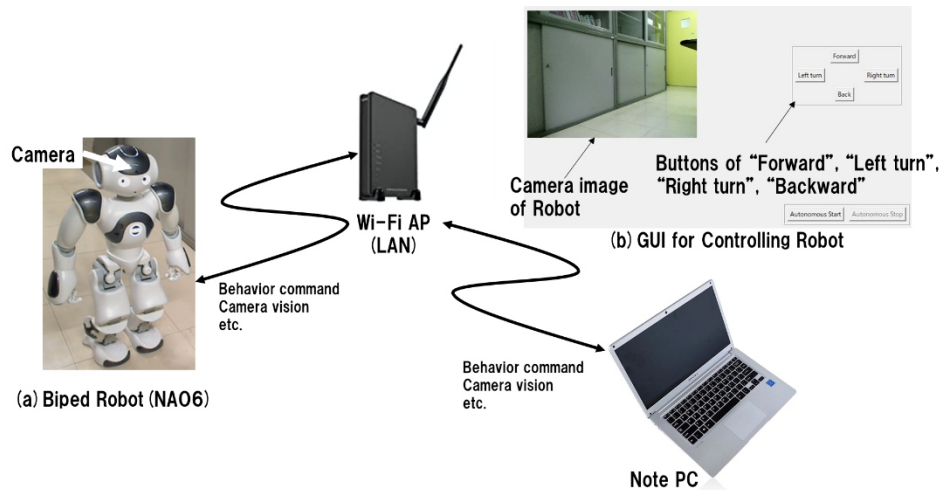 Camera
(a) Biped Robot (NAO6)
Behavior command
Camera vision
etc.
Wi-Fi AP
(LAN)
Forward
Left turn
Right turn
Back
Camera image
of Robot
Buttons of “Forward”, “Left turn”,
“Right turn”, “Backward”
Autonomous Start
Autonomous Stop
(b) GUI for Controlling Robot
Behavior command
Camera vision
etc.
Note PC